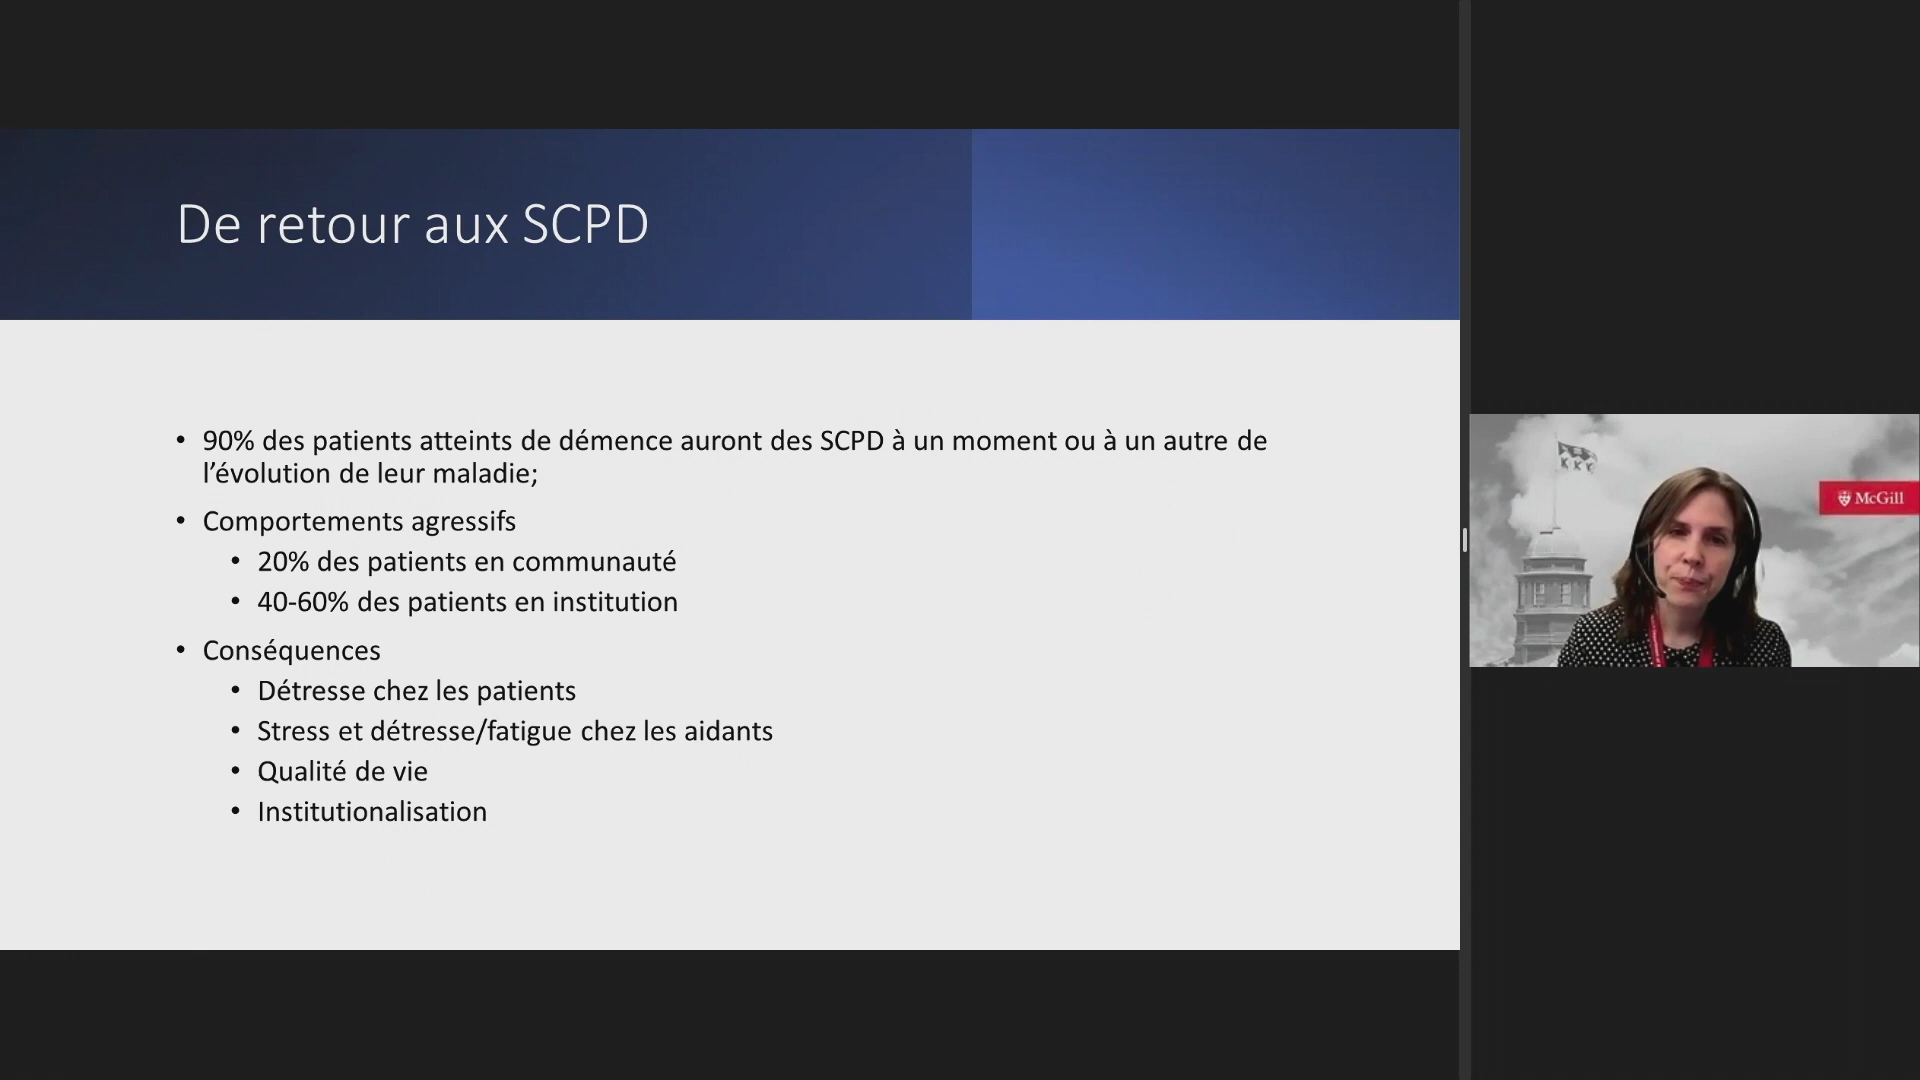 De retour aux SCPD
• 90% des patients atteints de démence auront des SCPD à un moment ou à un autre de
l’évolution de leur maladie;
• Comportements agressifs
• 20% des patients en communauté
• 40-60% des patients en institution
• Conséquences
• Détresse chez les patients
• Stress et détresse/fatigue chez les aidants
• Qualité de vie
• Institutionalisation
McGill